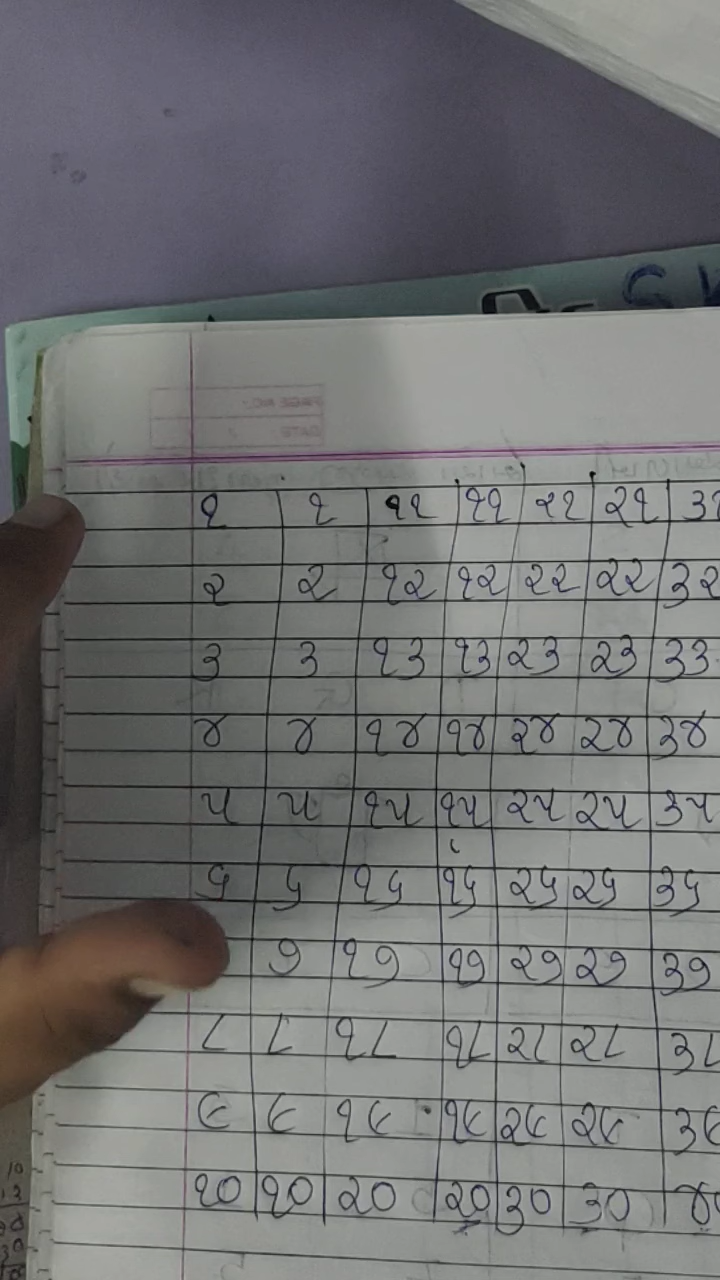 ૧ ૧ ૧૧ ૧૧ ૨૧ ૨૧ ૩૧
૨ ૨ ૧૨ ૧૨ ૨૨ ૨૨ ૩૨
૩ ૩ ૧૩ ૧૩ ૨૩ ૨૩ ૩૩
૪ ૪ ૧૪ ૧૪ ૨૪ ૨૪ ૩૪
૫ ૫ ૧૫ ૧૫ ૨૫ ૨૫ ૩૫
૬ ૬ ૧૬ ૧૬ ૨૬ ૨૬ ૩૬
૭ ૧૭ ૧૭ ૨૭ ૨૭ ૩૭
૮ ૮ ૧૮ ૧૮ ૨૮ ૨૮ ૩૮
૯ ૯ ૧૯ ૧૯ ૨૯ ૨૯ ૩૯
૧૦ ૧૦ ૨૦ ૨૦ ૩૦ ૩૦ ૪૦